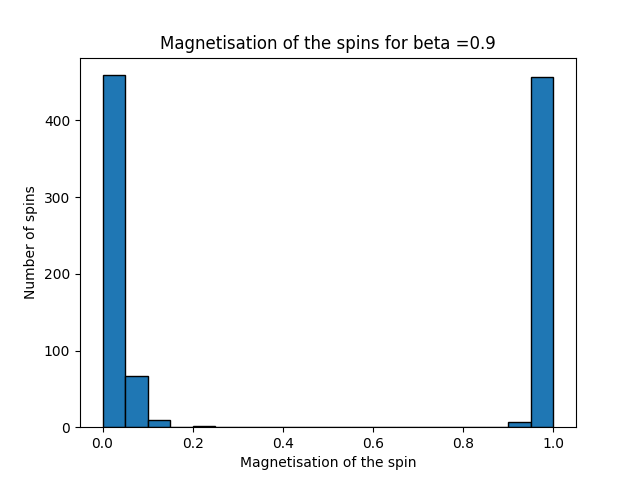 Magnetisation of the spins for beta =0.9
Number of spins
400
300
200
100
0
0.0 0.2 0.4 0.6 0.8 1.0
Magnetisation of the spin